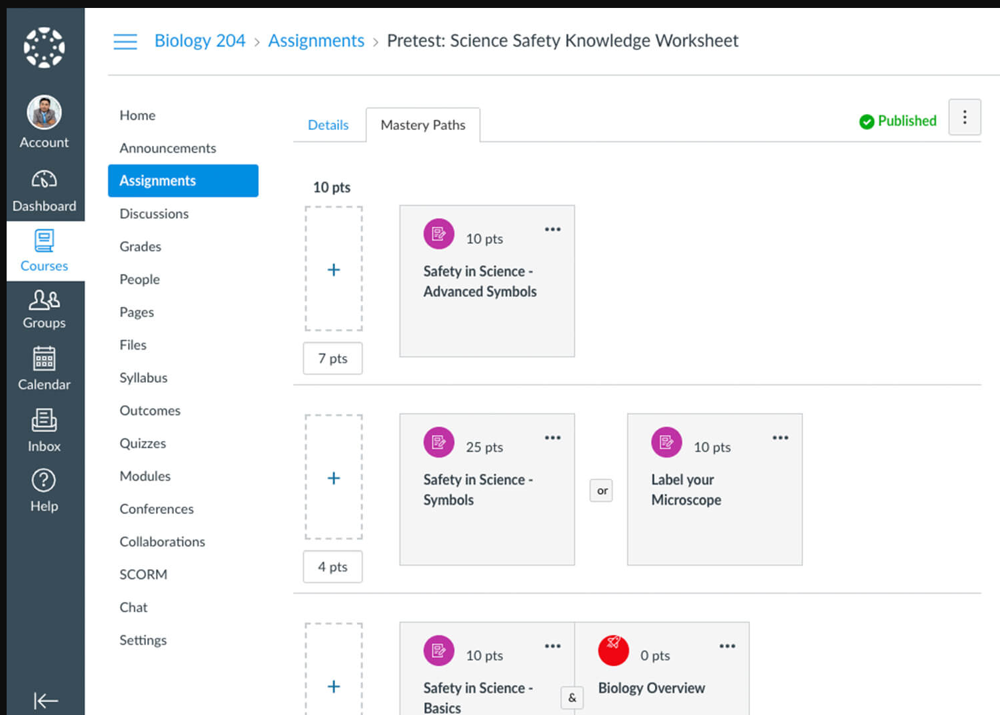 Biology 204 > Assignments > Pretest: Science Safety Knowledge Worksheet
Account
Dashboard
Courses
Groups
Calendar
Inbox
Help
Home
Announcements
Assignments
Discussions
Grades
People
Pages
Files
Syllabus
Outcomes
Quizzes
Modules
Conferences
Collaborations
SCORM
Chat
Settings
Details
Mastery Paths
Published
10 pts
+
10 pts
Safety in Science -
Advanced Symbols
7 pts
+
25 pts
Safety in Science -
Symbols
or
10 pts
Label your
Microscope
4 pts
+
10 pts
Safety in Science -
Basics
&
0 pts
Biology Overview